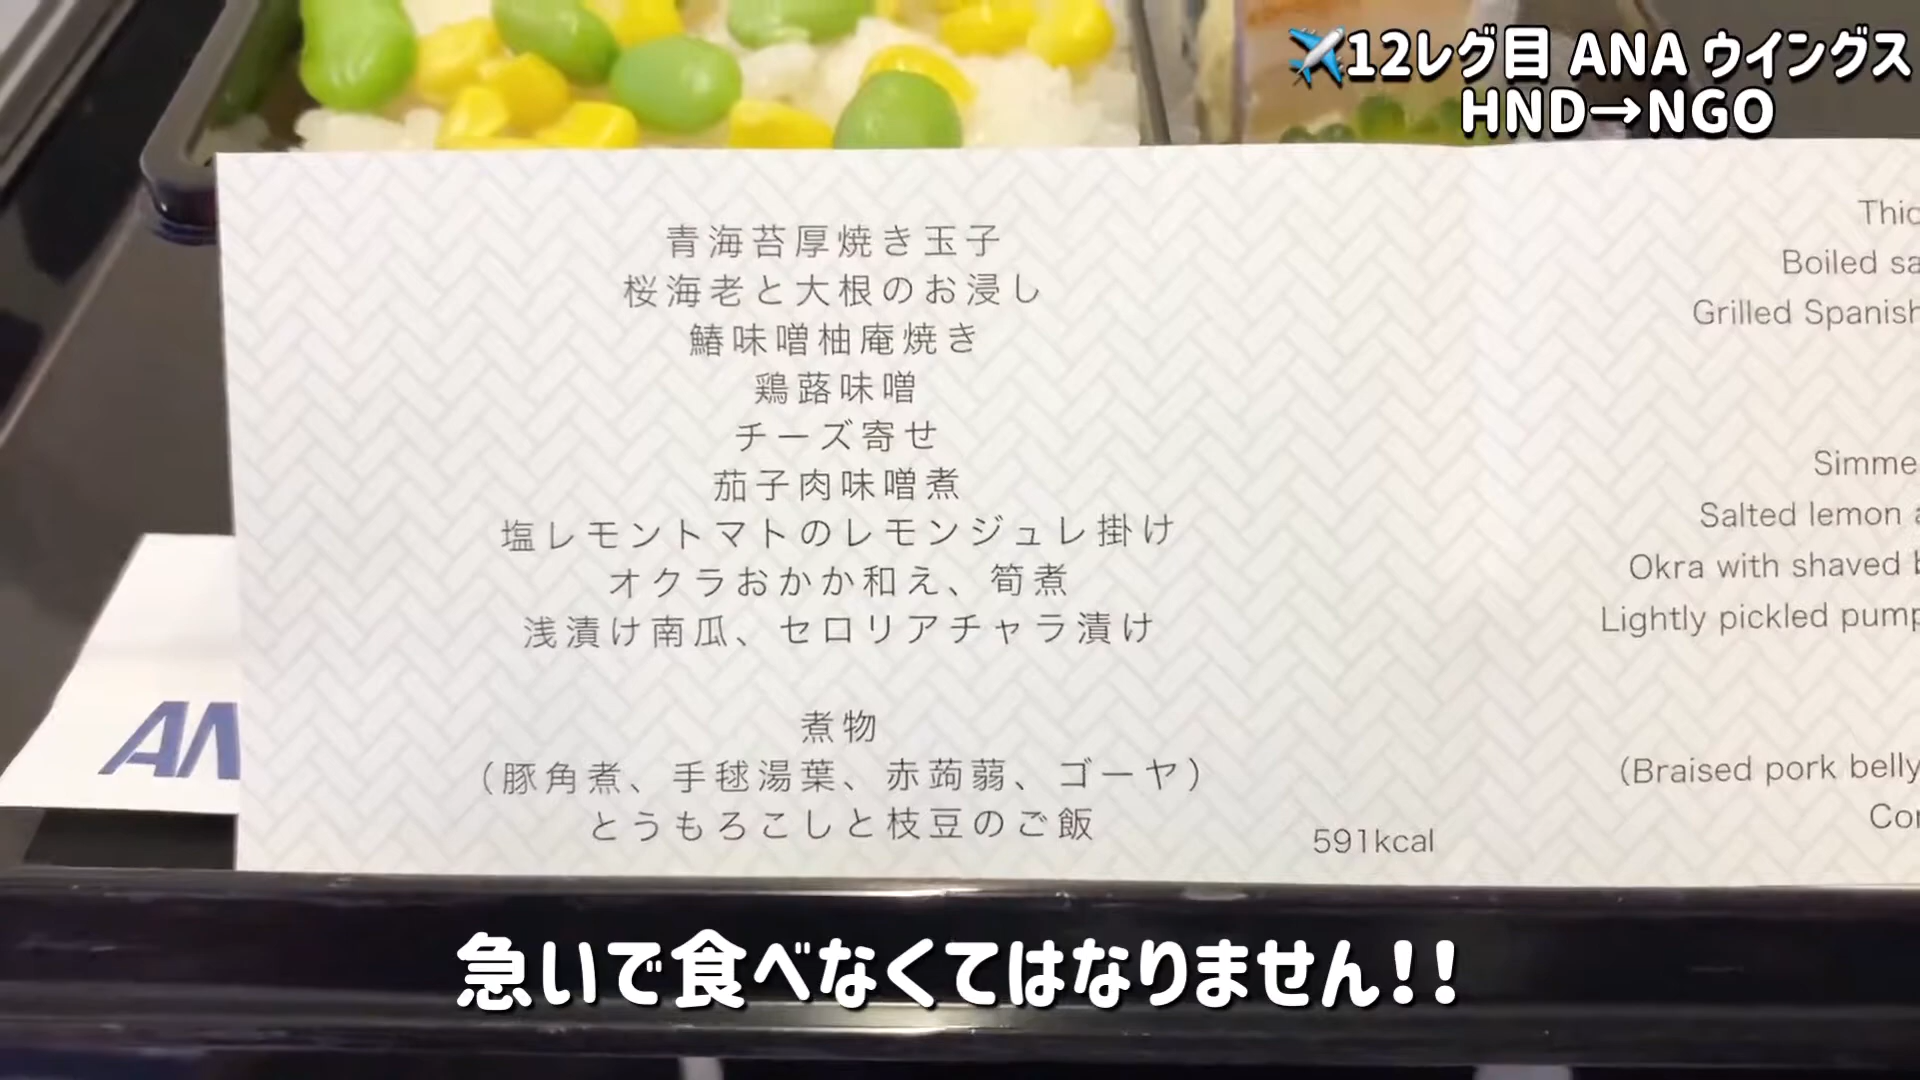 ✈️12レグ目 ANA ウイングス
HND→NGO
青海苔厚焼き玉子
桜海老と大根のお浸し
鰆味噌柚庵焼き
鶏蕗味噌
チーズ寄せ
茄子肉味噌煮
塩レモントマトのレモンジュレ掛け
オクラおかか和え、筍煮
浅漬け南瓜、セロリアチャラ漬け
煮物
（豚角煮、手毬湯葉、赤蒟蒻、ゴーヤ）
とうもろこしと枝豆のご飯
591kcal
Boiled
Grilled Spanish
Salted lemon
Okra with shaved
Lightly pickled
(Braised pork belly
急いで食べなくてはなりません！！